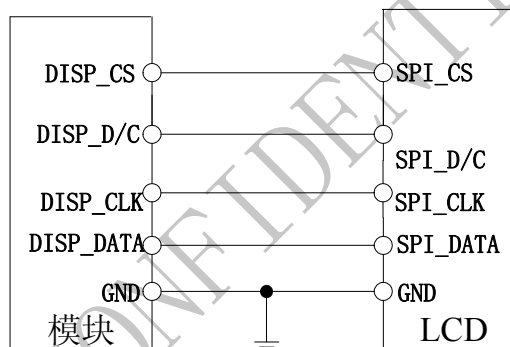 DISP_CS SPI_CS
DISP_D/C
SPI_D/C
DISP_CLK SPI_CLK
DISP_DATA SPI_DATA
GND GND
模块 LCD